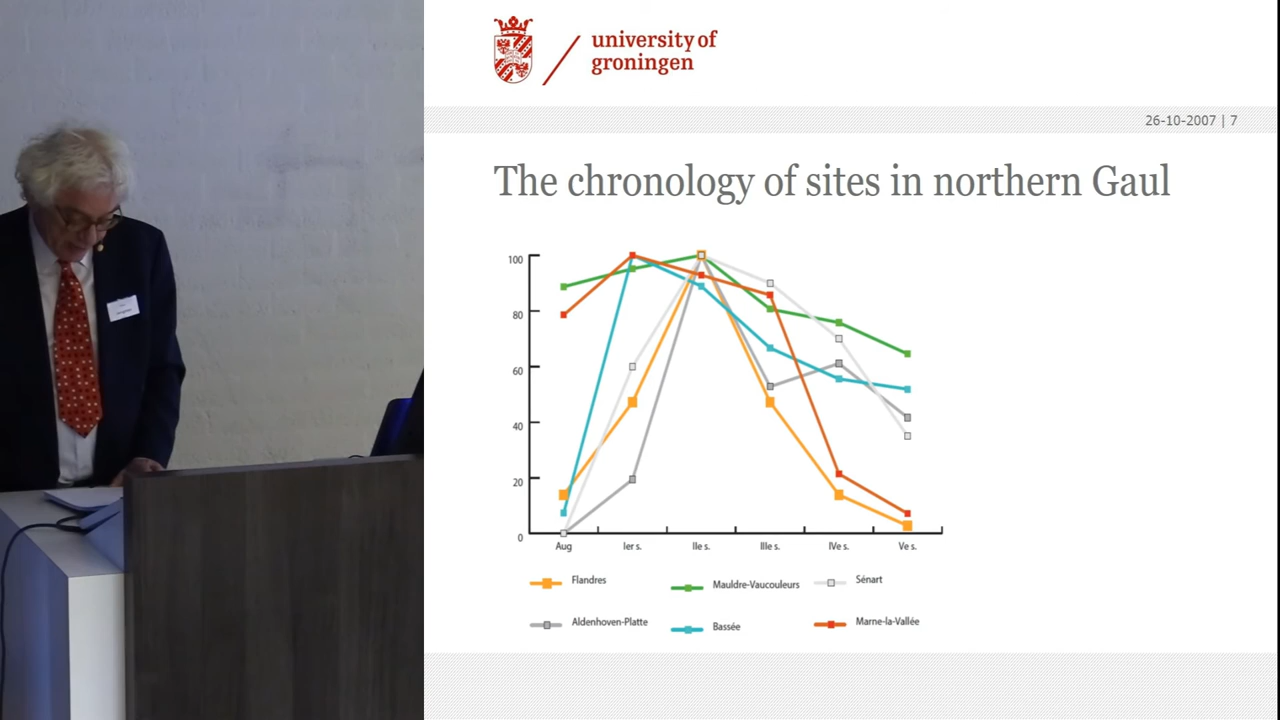 university of
groningen
26-10-2007 | 7
The chronology of sites in northern Gaul
100
80
60
40
20
0
Aug Ier s. IIe s. IIIe s. IVe s. Ve s.
Flandres Mauldre-Vaucouleurs Sénart
Aldenhoven-Platte Bassée Marne-la-Vallée